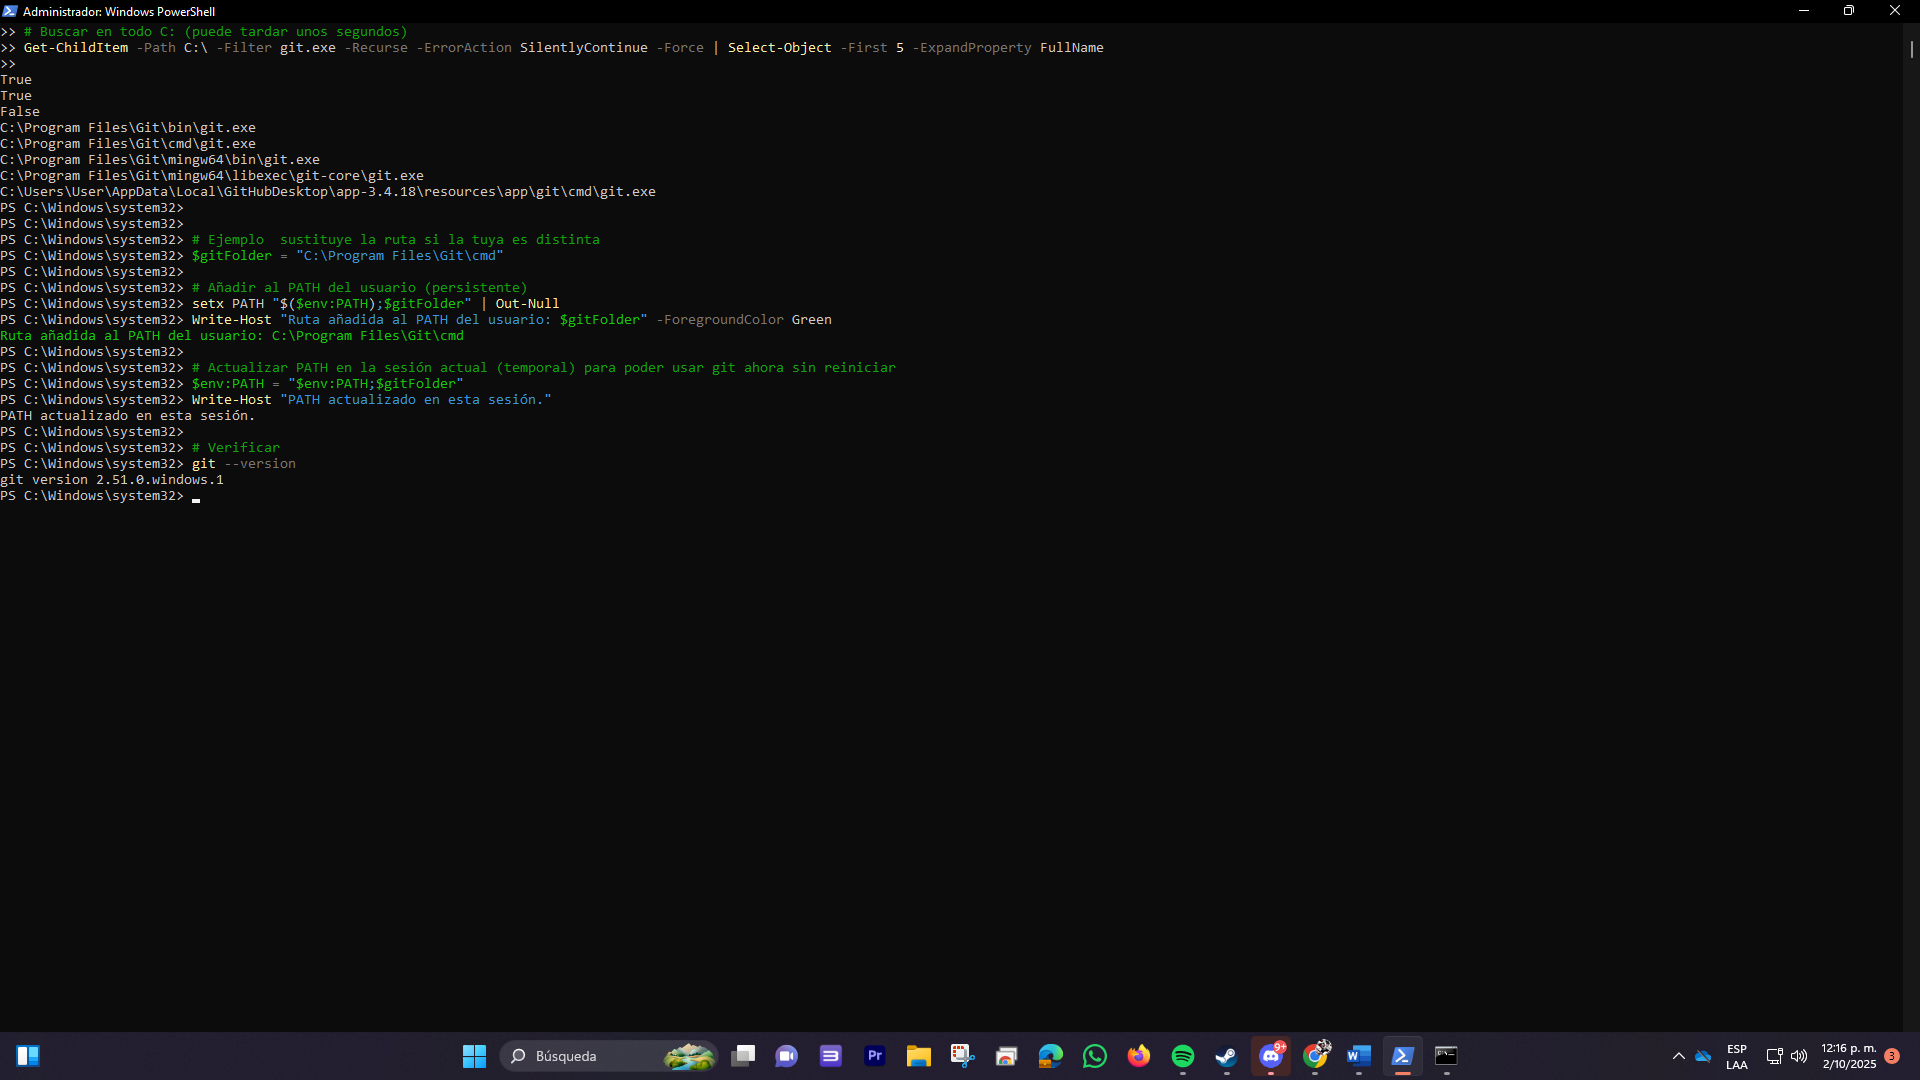 Administrador: Windows PowerShell
>> # Buscar en todo C: (puede tardar unos segundos)
>> Get-ChildItem -Path C:\ -Filter git.exe -Recurse -ErrorAction SilentlyContinue -Force | Select-Object -First 5 -ExpandProperty FullName
>>
True
True
False
C:\Program Files\Git\bin\git.exe
C:\Program Files\Git\cmd\git.exe
C:\Program Files\Git\mingw64\bin\git.exe
C:\Program Files\Git\mingw64\libexec\git-core\git.exe
C:\Users\User\AppData\Local\GitHubDesktop\app-3.4.18\resources\app\git\cmd\git.exe
PS C:\Windows\system32>
PS C:\Windows\system32>
PS C:\Windows\system32> # Ejemplo  sustituye la ruta si la tuya es distinta
PS C:\Windows\system32> $gitFolder = "C:\Program Files\Git\cmd"
PS C:\Windows\system32>
PS C:\Windows\system32> # Añadir al PATH del usuario (persistente)
PS C:\Windows\system32> setx PATH "$($env:PATH);$gitFolder" | Out-Null
PS C:\Windows\system32> Write-Host "Ruta añadida al PATH del usuario: $gitFolder" -ForegroundColor Green
Ruta añadida al PATH del usuario: C:\Program Files\Git\cmd
PS C:\Windows\system32>
PS C:\Windows\system32> # Actualizar PATH en la sesión actual (temporal) para poder usar git ahora sin reiniciar
PS C:\Windows\system32> $env:PATH = "$env:PATH;$gitFolder"
PS C:\Windows\system32> Write-Host "PATH actualizado en esta sesión."
PATH actualizado en esta sesión.
PS C:\Windows\system32>
PS C:\Windows\system32> # Verificar
PS C:\Windows\system32> git --version
git version 2.51.0.windows.1
PS C:\Windows\system32>
Búsqueda
Pr
9+
ESP
LAA
12:16 p. m.
2/10/2025
3